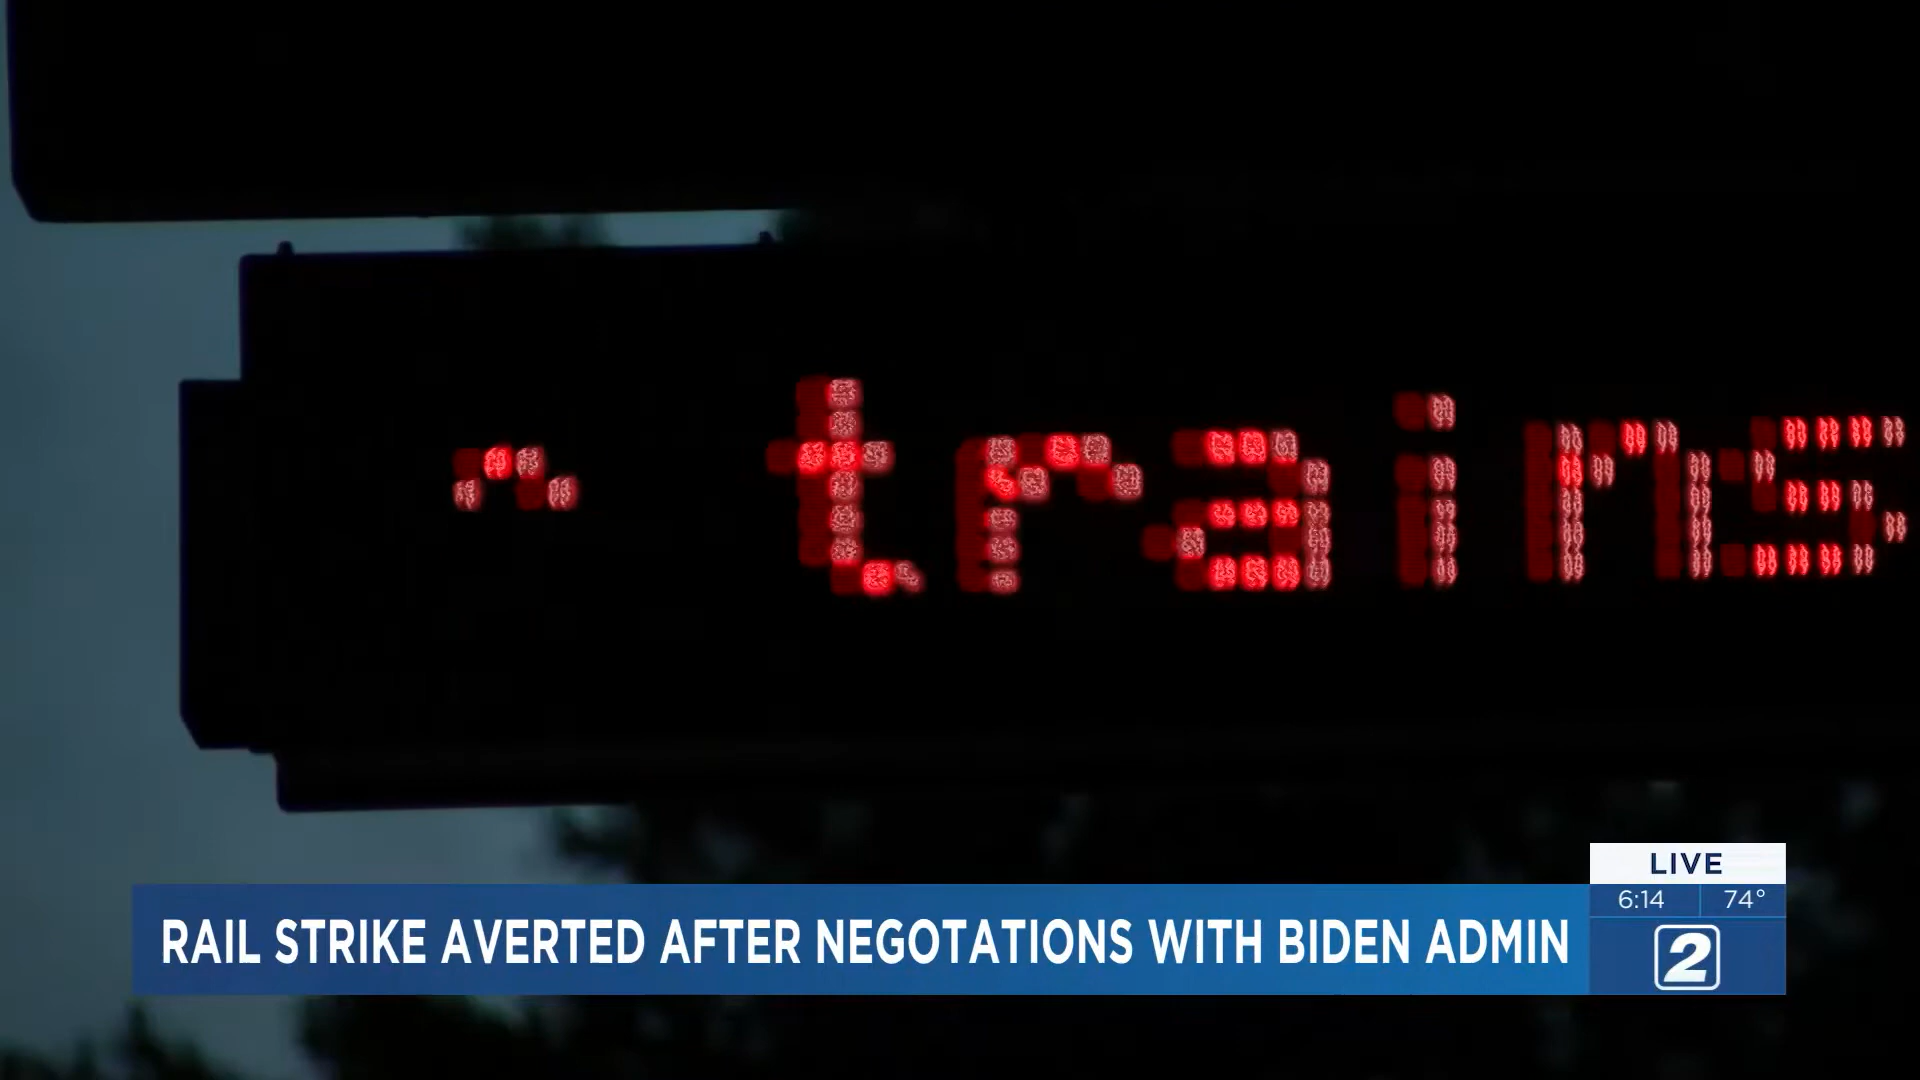 ^ trains
LIVE
6:14 74°
RAIL STRIKE AVERTED AFTER NEGOTATIONS WITH BIDEN ADMIN
2